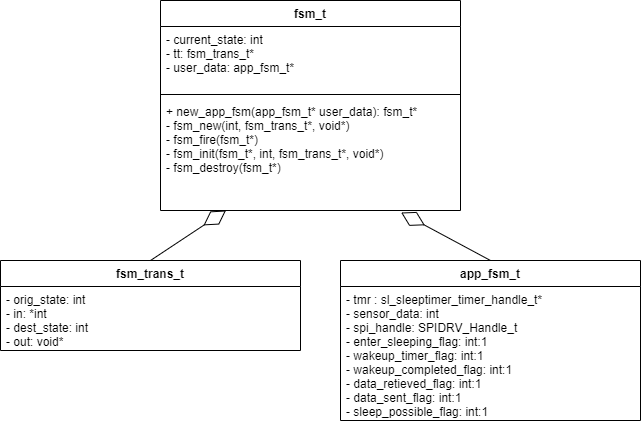 fsm_t
- current_state: int
- tt: fsm_trans_t*
- user_data: app_fsm_t*
+ new_app_fsm(app_fsm_t* user_data): fsm_t*
- fsm_new(int, fsm_trans_t*, void*)
- fsm_fire(fsm_t*)
- fsm_init(fsm_t*, int, fsm_trans_t*, void*)
- fsm_destroy(fsm_t*)
fsm_trans_t
- orig_state: int
- in: *int
- dest_state: int
- out: void*
app_fsm_t
- tmr : sl_sleeptimer_timer_handle_t*
- sensor_data: int
- spi_handle: SPIDRV_Handle_t
- enter_sleeping_flag: int:1
- wakeup_timer_flag: int:1
- wakeup_completed_flag: int:1
- data_retieved_flag: int:1
- data_sent_flag: int:1
- sleep_possible_flag: int:1